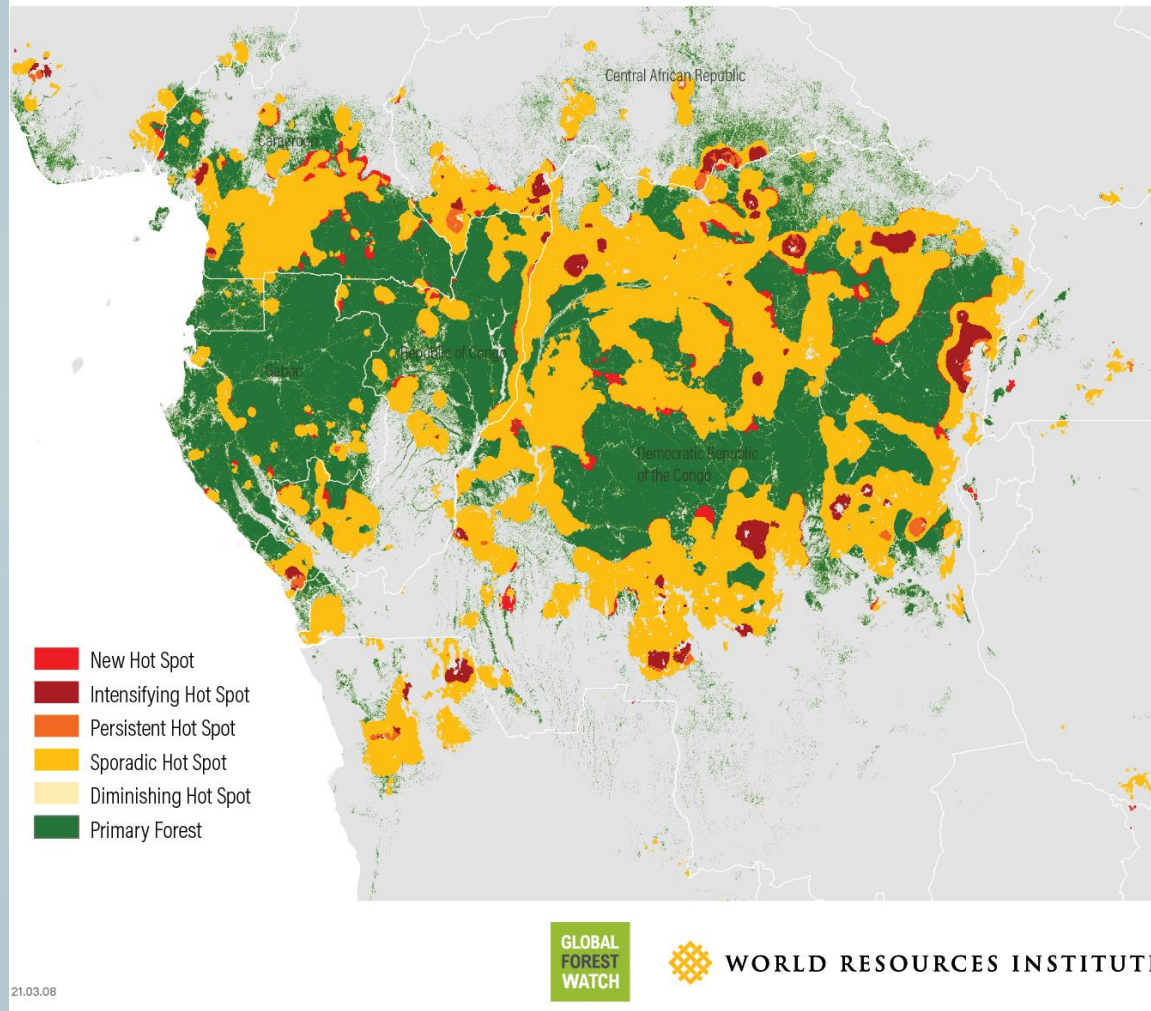 Central African Republic
Cameroon
Republic of Congo
Gabon
Democratic Republic
of the Congo
New Hot Spot
Intensifying Hot Spot
Persistent Hot Spot
Sporadic Hot Spot
Diminishing Hot Spot
Primary Forest
GLOBAL
FOREST
WATCH
WORLD RESOURCES INSTITUT
21.03.08